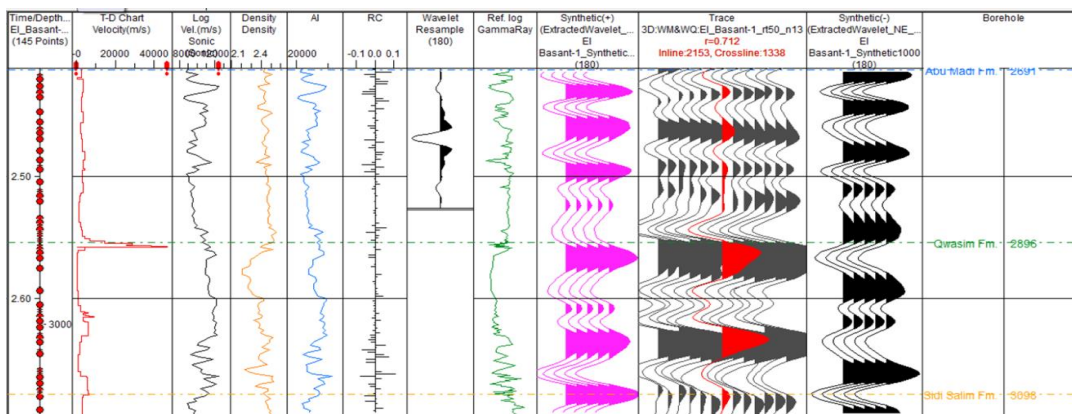 Time/Depth...
El_Basant-...
(145 Points)
T-D Chart
Velocity(m/s)
0 20000 40000
Log
Vel.(m/s)
Sonic
Density
Density
2.1 2.4
AI
20000
RC
-0.1 0.0 0.1
Wavelet
Resample
(180)
Ref. log
GammaRay
Synthetic(+)
(ExtractedWavelet_...
El
Basant-1_Synthetic...
(180)
Trace
3D:WM&WQ:El_Basant-1_rt50_n13
r=0.712
Inline:2153, Crossline:1338
Synthetic(-)
(ExtractedWavelet_NE_...
El
Basant-1_Synthetic1000
(180)
Borehole
Abu Madi Fm. 2691
2.50
Qwasim Fm. 2896
2.60
3000
Sidi Salim Fm. 3098